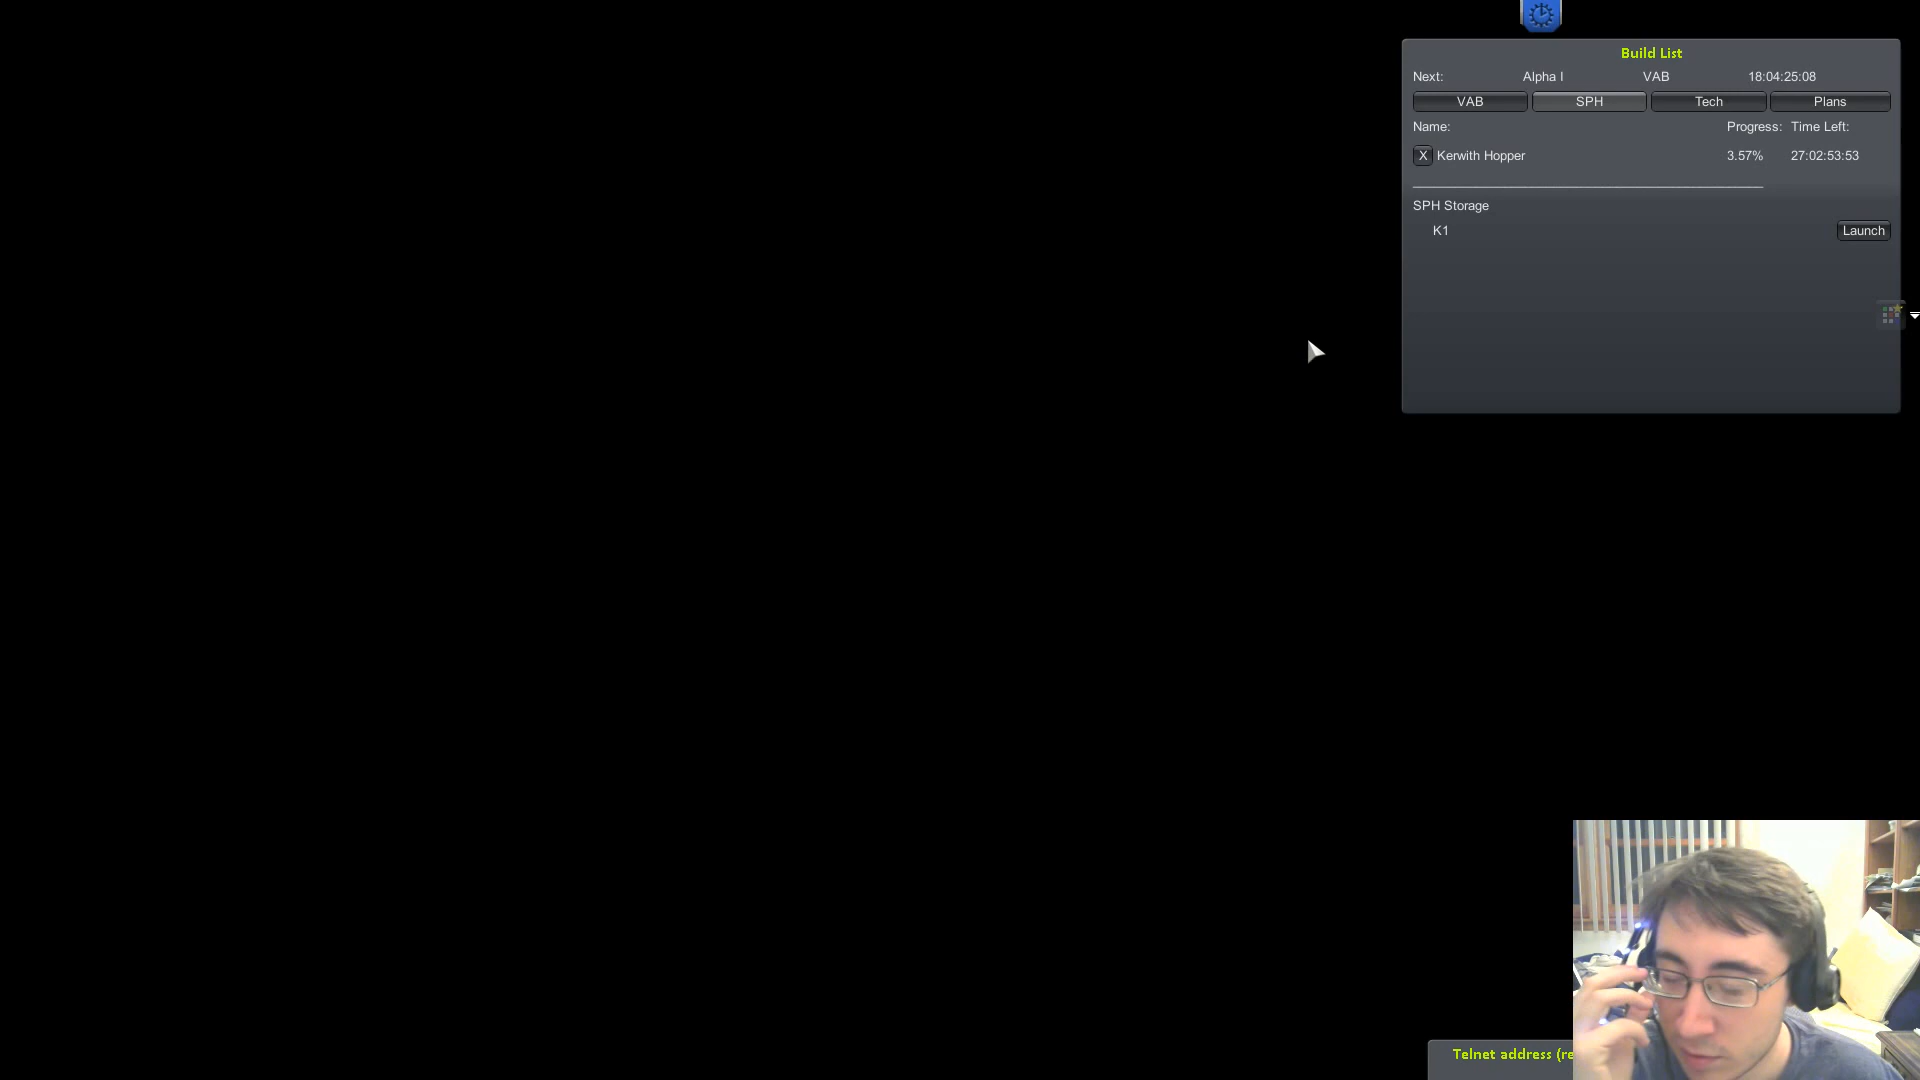 Build List
Next: Alpha I VAB 18:04:25:08
VAB SPH Tech Plans
Name: Progress: Time Left:
X Kerwith Hopper 3.57% 27:02:53:53
SPH Storage
K1 Launch
Telnet address (re